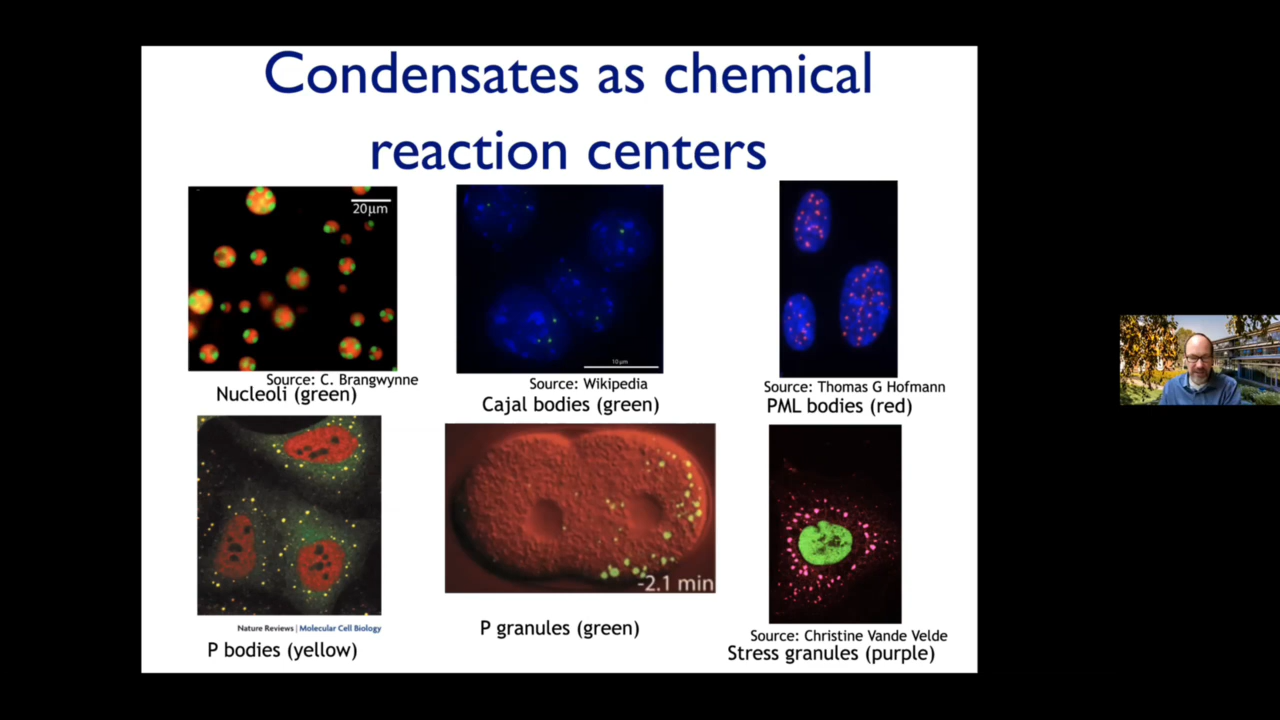 Condensates as chemical
reaction centers
20μm
Source: C. Brangwynne
Nucleoli (green)
10 μm
Source: Wikipedia
Cajal bodies (green)
Source: Thomas G Hofmann
PML bodies (red)
Nature Reviews | Molecular Cell Biology
P bodies (yellow)
-2.1 min
P granules (green)
Source: Christine Vande Velde
Stress granules (purple)